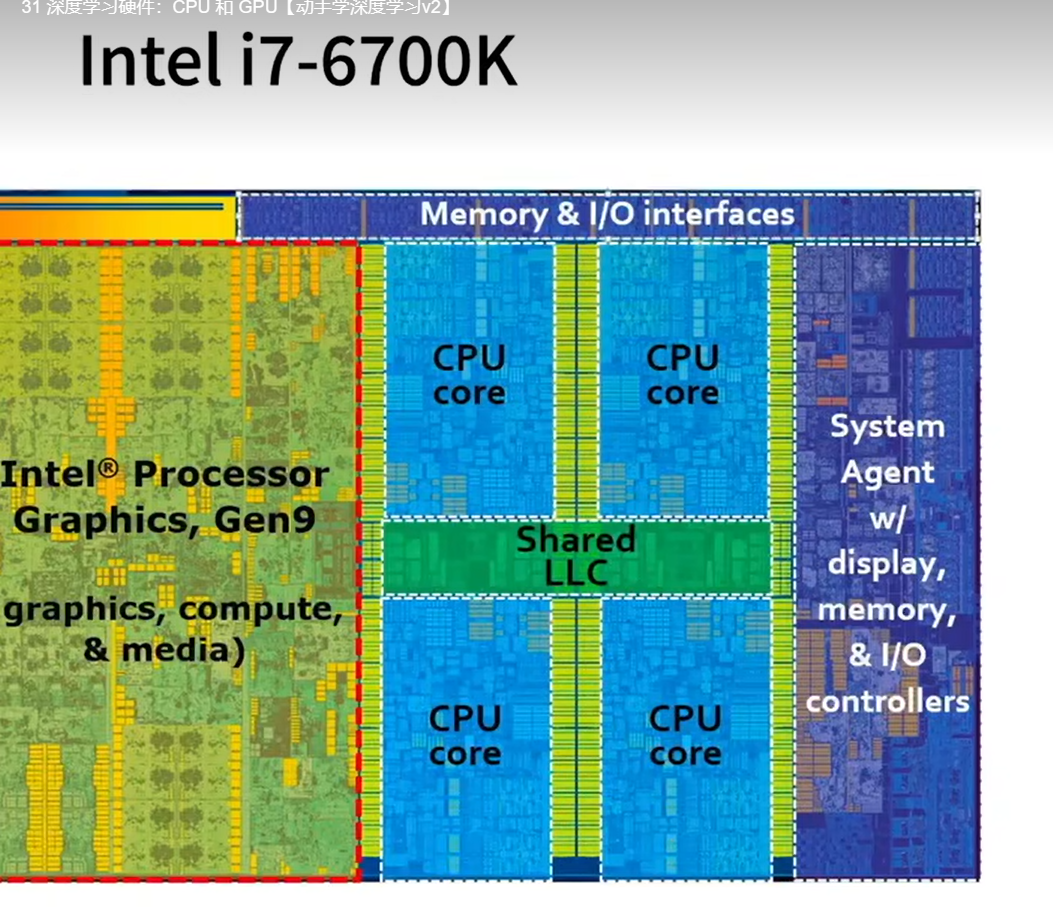 31 深度学习硬件：CPU 和 GPU【动手学深度学习v2】
Intel i7-6700K
Memory & I/O interfaces
CPU
core
CPU
core
Intel® Processor
Graphics, Gen9
graphics, compute,
& media)
Shared
LLC
CPU
core
CPU
core
System
Agent
w/
display,
memory,
& I/O
controllers